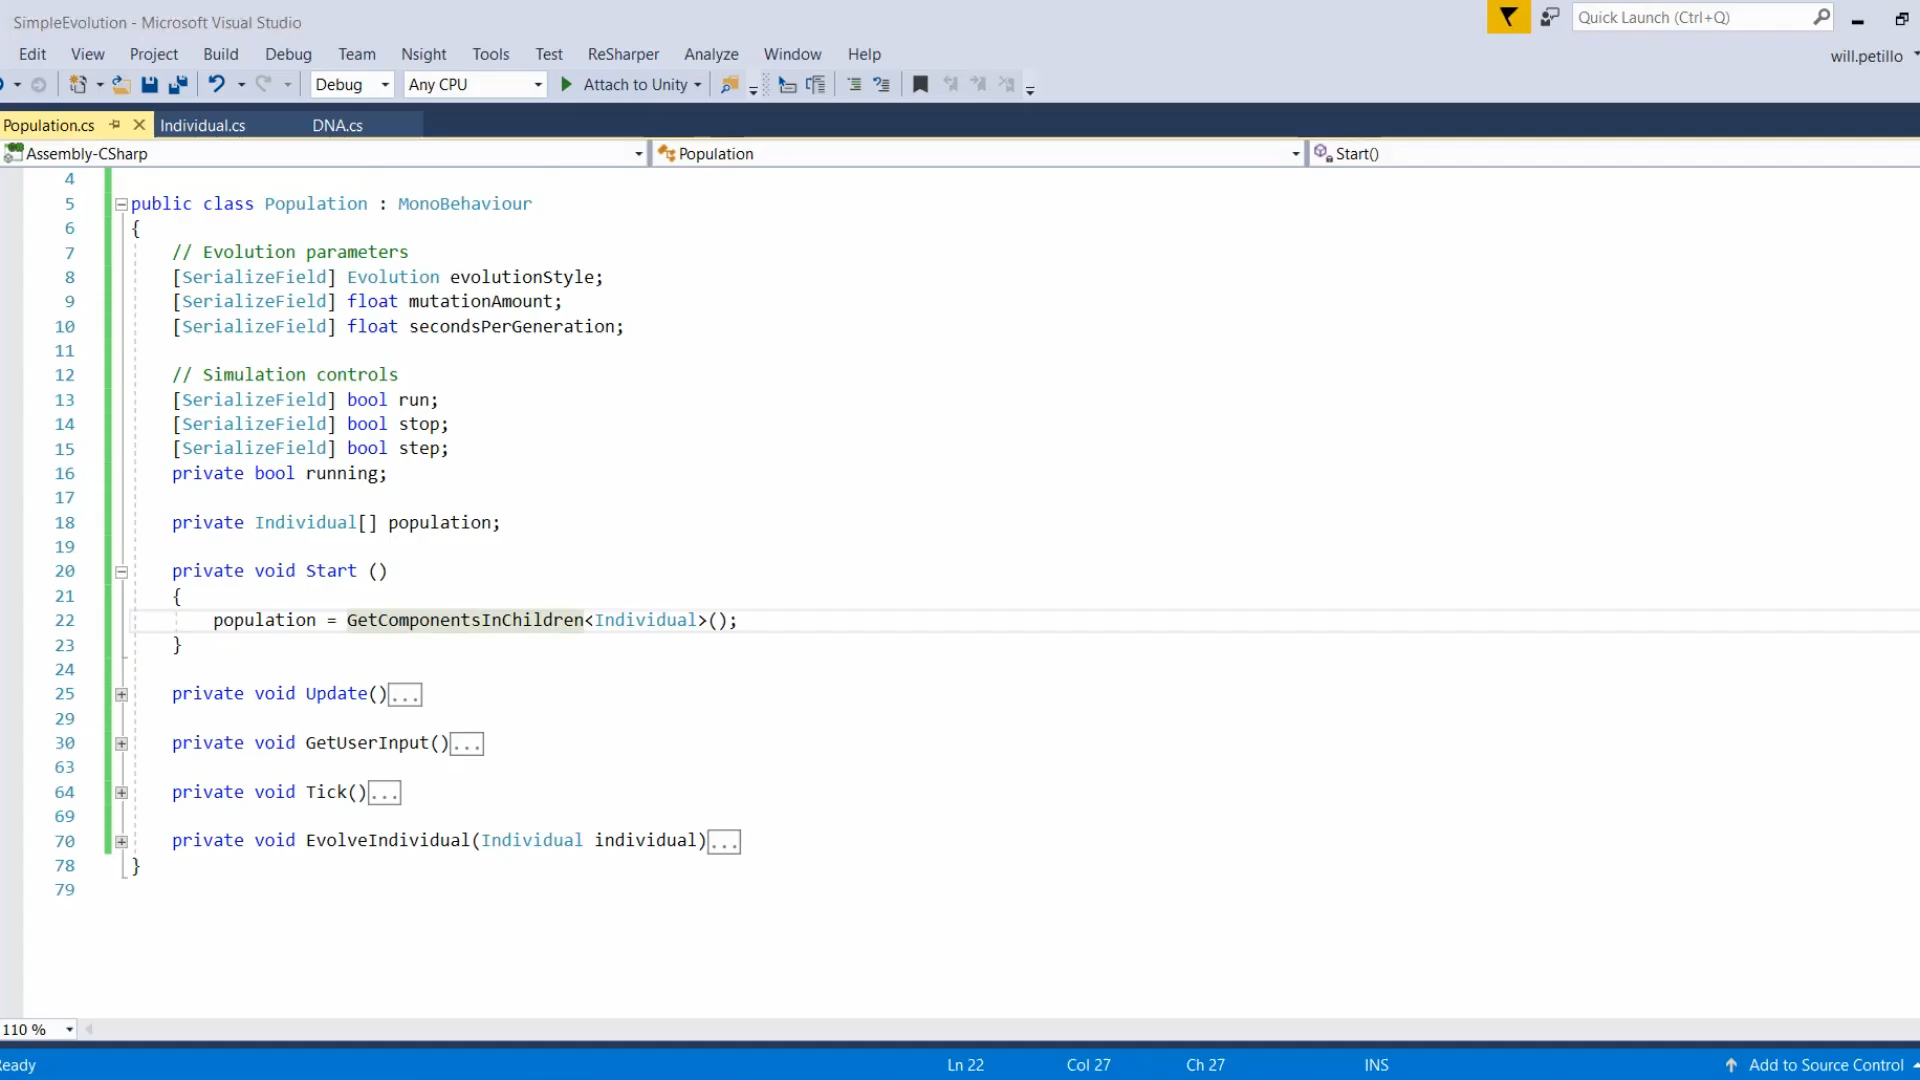 SimpleEvolution - Microsoft Visual Studio
Quick Launch (Ctrl+Q)
Edit View Project Build Debug Team Nsight Tools Test ReSharper Analyze Window Help
will.petillo
Debug Any CPU Attach to Unity
Population.cs Individual.cs DNA.cs
Assembly-CSharp Population Start()
4
5 public class Population : MonoBehaviour
6 {
7 // Evolution parameters
8 [SerializeField] Evolution evolutionStyle;
9 [SerializeField] float mutationAmount;
10 [SerializeField] float secondsPerGeneration;
11
12 // Simulation controls
13 [SerializeField] bool run;
14 [SerializeField] bool stop;
15 [SerializeField] bool step;
16 private bool running;
17
18 private Individual[] population;
19
20 private void Start ()
21 {
22 population = GetComponentsInChildren<Individual>();
23 }
24
25 private void Update()...
29
30 private void GetUserInput()...
63
64 private void Tick()...
69
70 private void EvolveIndividual(Individual individual)...
78 }
79
110 %
eady Ln 22 Col 27 Ch 27 INS Add to Source Control